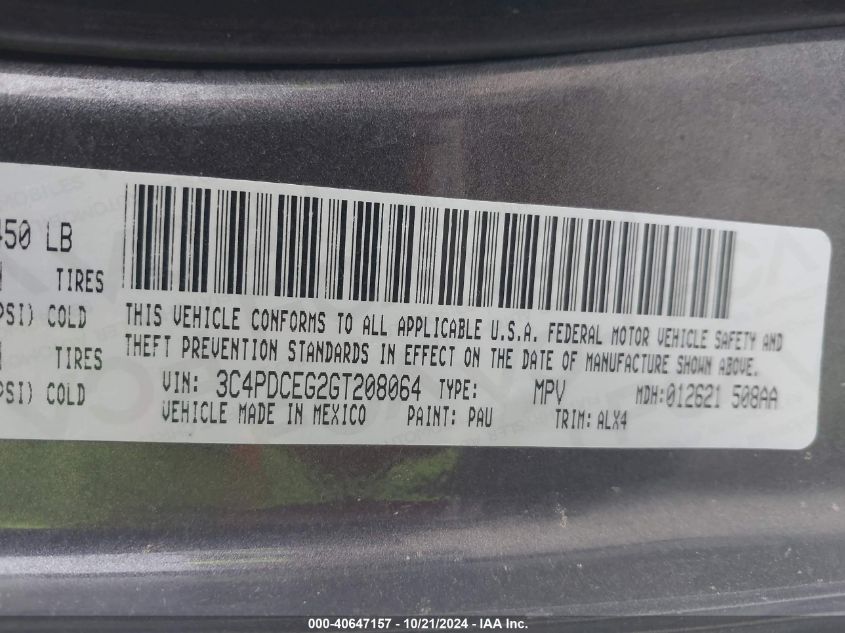 450 LB
TIRES
PSI) COLD
TIRES
PSI) COLD
THIS VEHICLE CONFORMS TO ALL APPLICABLE U.S.A. FEDERAL MOTOR VEHICLE SAFETY AND
THEFT PREVENTION STANDARDS IN EFFECT ON THE DATE OF MANUFACTURE SHOWN ABOVE.
VIN: 3C4PDCEG2GT208064 TYPE: MPV MDH:012621 508AA
VEHICLE MADE IN MEXICO PAINT: PAU TRIM: ALX4
000-40647157 - 10/21/2024 - IAA Inc.